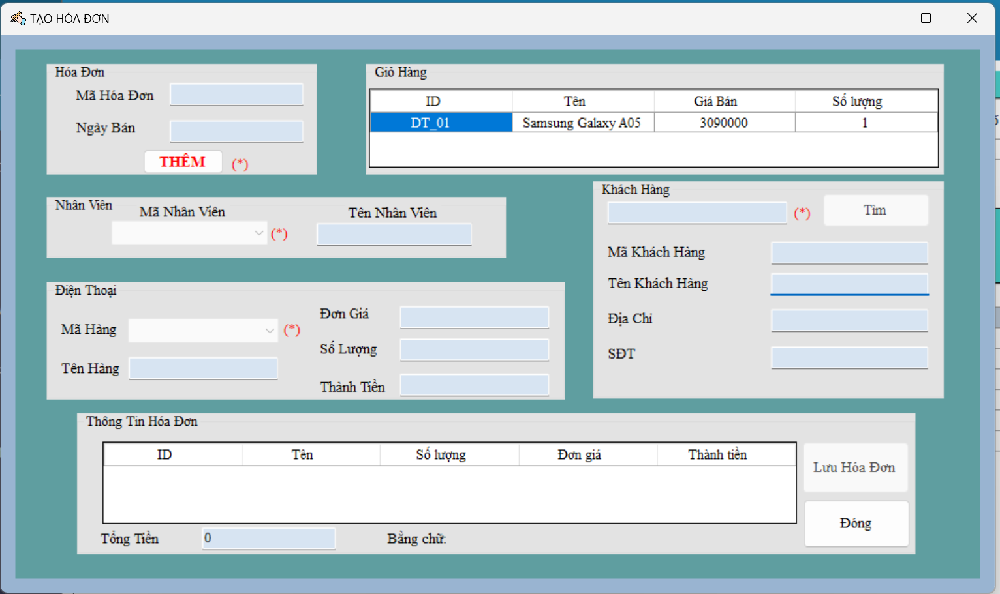 TẠO HÓA ĐƠN
Hóa Đơn
Mã Hóa Đơn
Ngày Bán
THÊM (*)
Giỏ Hàng
ID Tên Giá Bán Số lượng
DT_01 Samsung Galaxy A05 3090000 1
Nhân Viên
Mã Nhân Viên Tên Nhân Viên
(*)
Khách Hàng
(*) Tìm
Mã Khách Hàng
Tên Khách Hàng
Địa Chỉ
SĐT
Điện Thoại
Mã Hàng (*)
Tên Hàng
Đơn Giá
Số Lượng
Thành Tiền
Thông Tin Hóa Đơn
ID Tên Số lượng Đơn giá Thành tiền
Lưu Hóa Đơn
Đóng
Tổng Tiền 0 Bằng chữ: